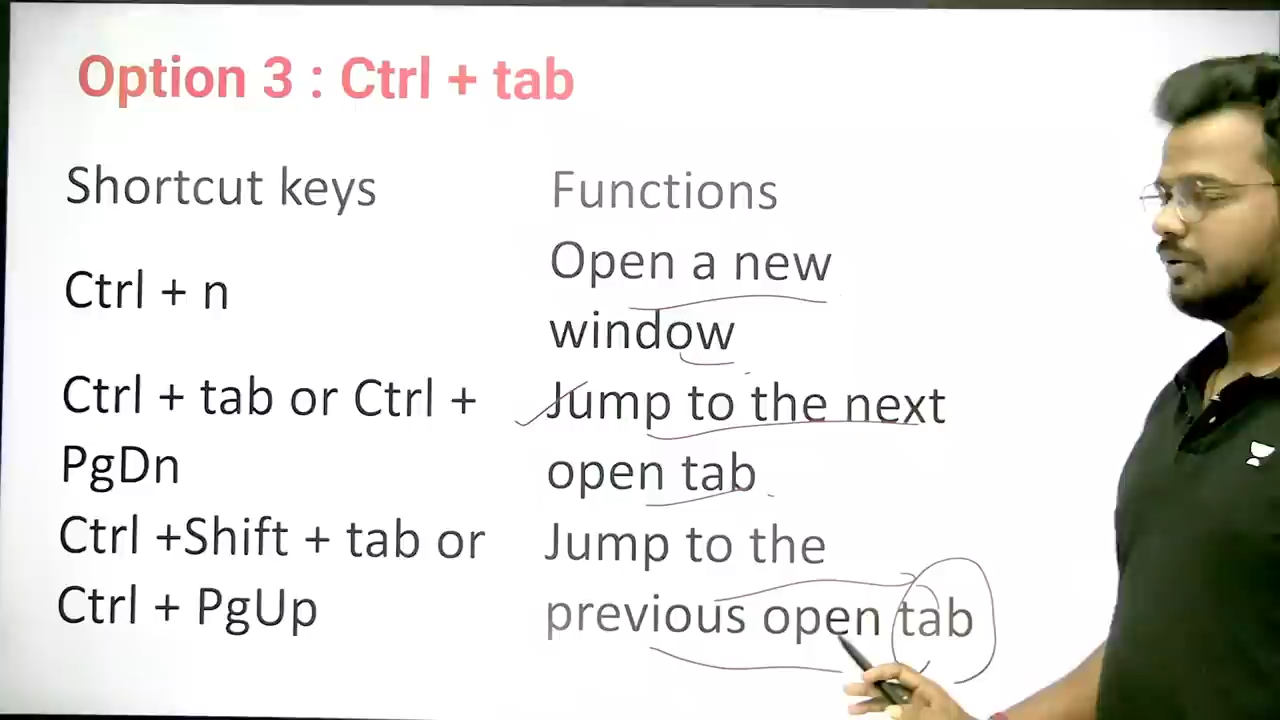 Option 3 : Ctrl + tab
Shortcut keys
Functions
Ctrl + n
Open a new
window
Ctrl + tab or Ctrl +
PgDn
Jump to the next
open tab
Ctrl +Shift + tab or
Ctrl + PgUp
Jump to the
previous open tab